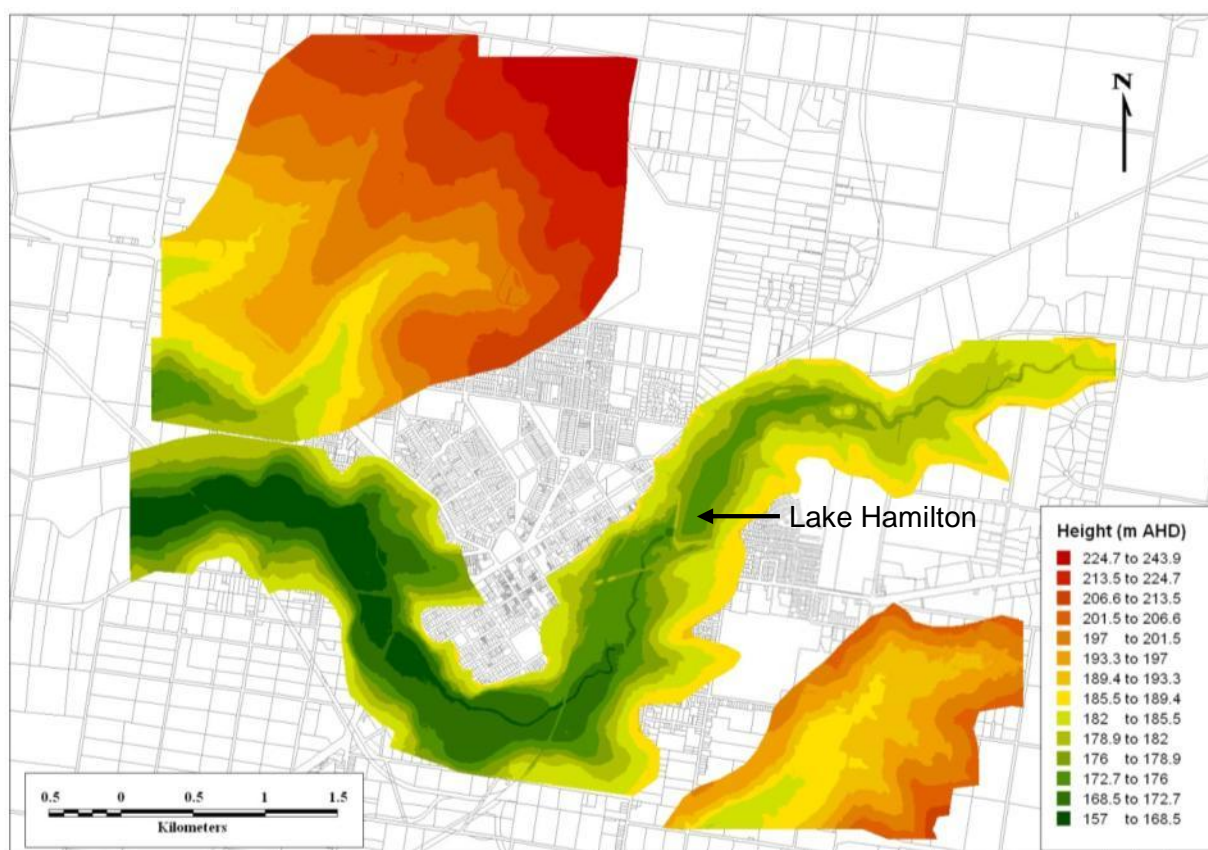 N
Lake Hamilton
Height (m AHD)
224.7 to 243.9
213.5 to 224.7
206.6 to 213.5
201.5 to 206.6
197 to 201.5
193.3 to 197
189.4 to 193.3
185.5 to 189.4
182 to 185.5
178.9 to 182
176 to 178.9
172.7 to 176
168.5 to 172.7
157 to 168.5
0.5 0 0.5 1 1.5
Kilometers